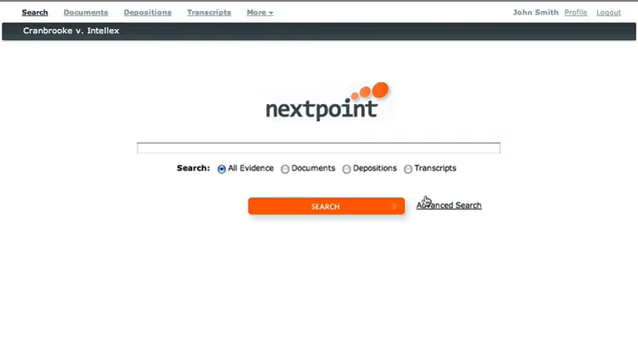 Search Documents Depositions Transcripts More John Smith Profile Logout
Cranbrooke v. Intellex
nextpoint
Search: All Evidence Documents Depositions Transcripts
SEARCH Advanced Search